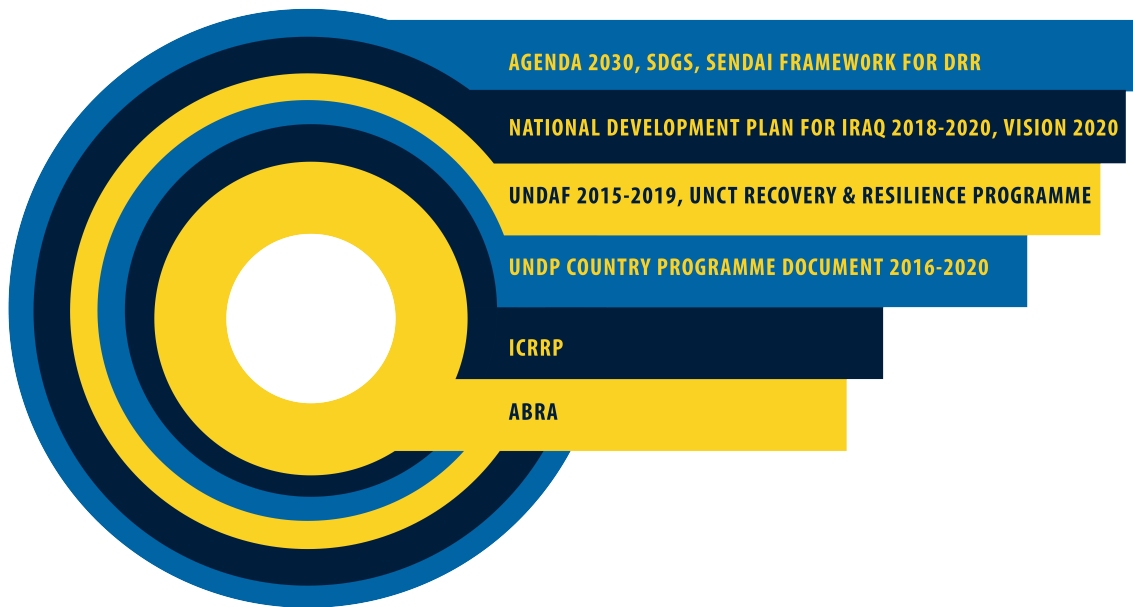 AGENDA 2030, SDGS, SENDAI FRAMEWORK FOR DRR
NATIONAL DEVELOPMENT PLAN FOR IRAQ 2018-2020, VISION 2020
UNDAF 2015-2019, UNCT RECOVERY & RESILIENCE PROGRAMME
UNDP COUNTRY PROGRAMME DOCUMENT 2016-2020
ICRRP
ABRA